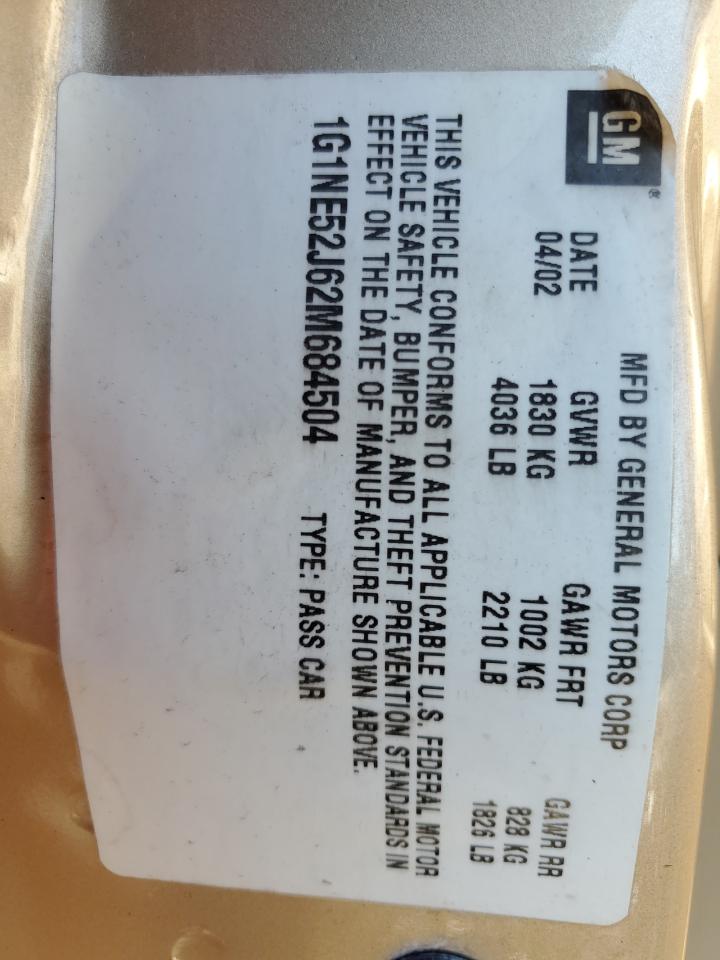 GM®
MFD BY GENERAL MOTORS CORP
DATE GVWR GAWR FRT GAWR RR
04/02 1830 KG 1002 KG 828 KG
4036 LB 2210 LB 1826 LB
THIS VEHICLE CONFORMS TO ALL APPLICABLE U.S. FEDERAL MOTOR
VEHICLE SAFETY, BUMPER, AND THEFT PREVENTION STANDARDS IN
EFFECT ON THE DATE OF MANUFACTURE SHOWN ABOVE.
1G1NE52J62M684504 TYPE: PASS CAR